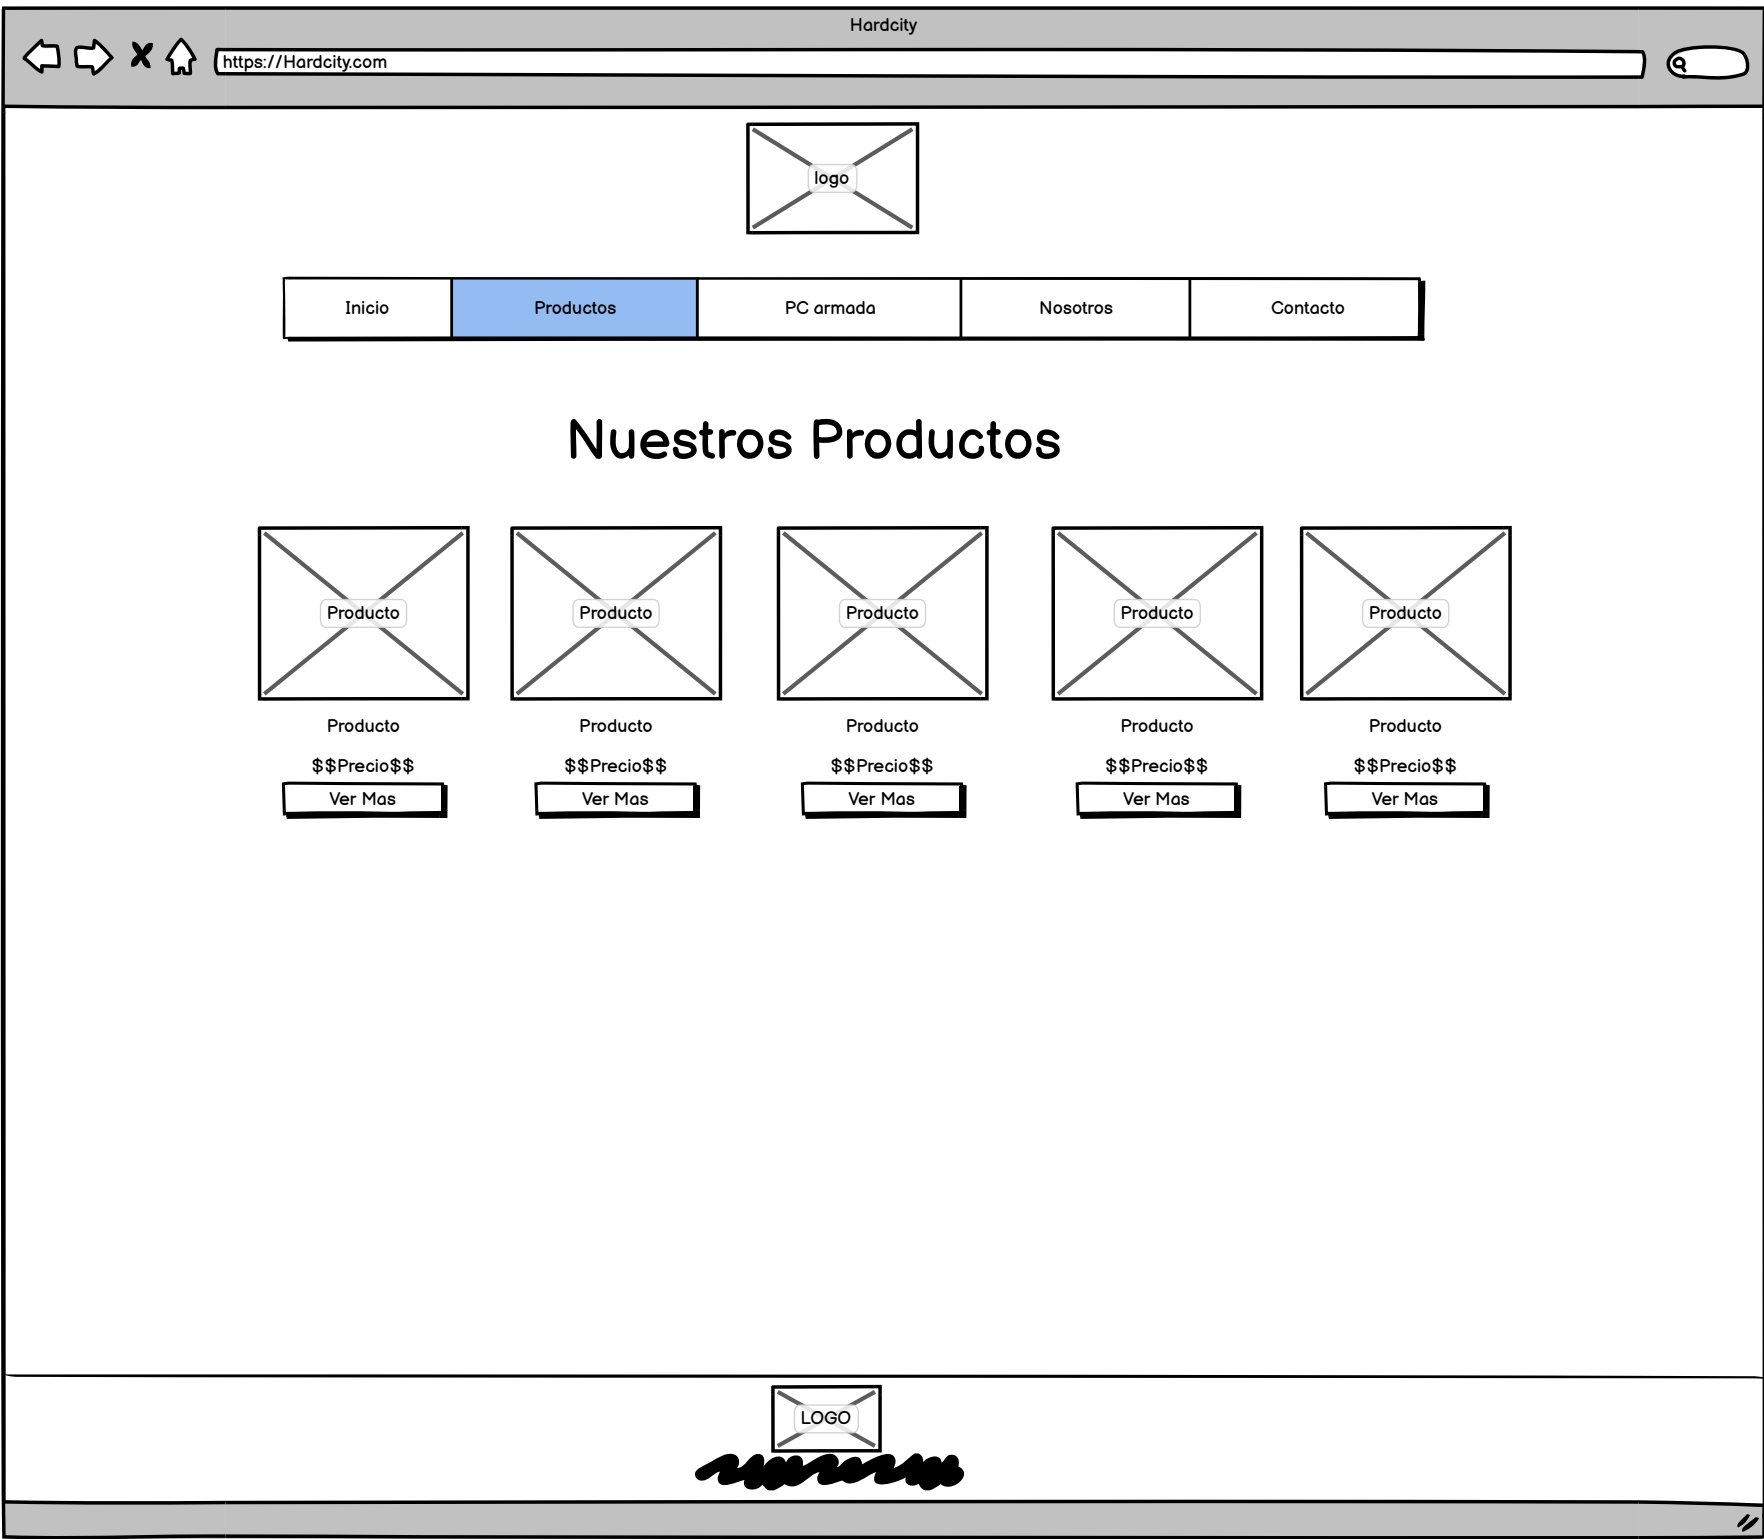 Hardcity
https://Hardcity.com
logo
Inicio Productos PC armada Nosotros Contacto
Nuestros Productos
Producto Producto Producto Producto Producto
Producto Producto Producto Producto Producto
$$Precio$$ $$Precio$$ $$Precio$$ $$Precio$$ $$Precio$$
Ver Mas Ver Mas Ver Mas Ver Mas Ver Mas
LOGO